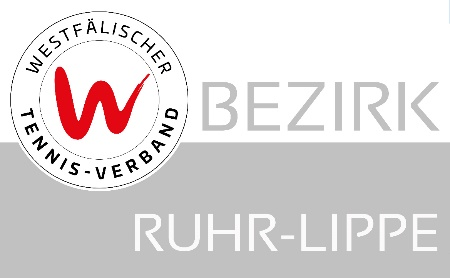 WESTFÄLISCHER
W
TENNIS-VERBAND
BEZIRK
RUHR-LIPPE